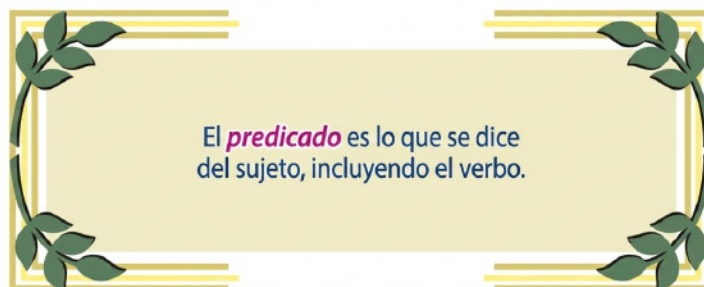 El predicado es lo que se dice
del sujeto, incluyendo el verbo.